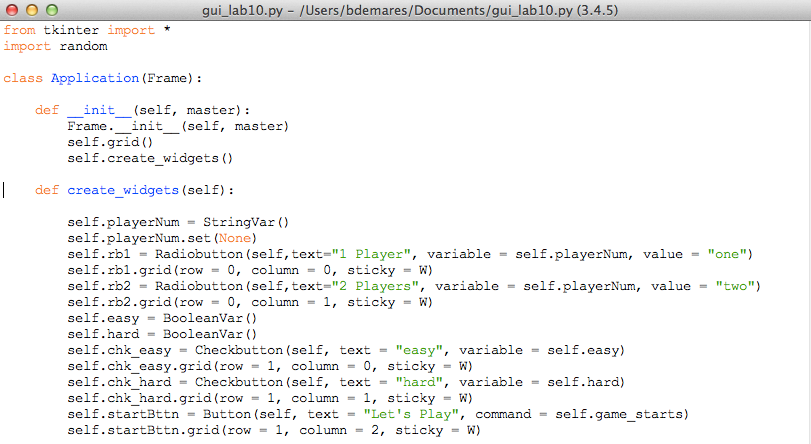 gui_lab10.py - /Users/bdemares/Documents/gui_lab10.py (3.4.5)
from tkinter import *
import random
class Application(Frame):
    def __init__(self, master):
        Frame.__init__(self, master)
        self.grid()
        self.create_widgets()
    def create_widgets(self):
        self.playerNum = StringVar()
        self.playerNum.set(None)
        self.rb1 = Radiobutton(self,text="1 Player", variable = self.playerNum, value = "one")
        self.rb1.grid(row = 0, column = 0, sticky = W)
        self.rb2 = Radiobutton(self,text="2 Players", variable = self.playerNum, value = "two")
        self.rb2.grid(row = 0, column = 1, sticky = W)
        self.easy = BooleanVar()
        self.hard = BooleanVar()
        self.chk_easy = Checkbutton(self, text = "easy", variable = self.easy)
        self.chk_easy.grid(row = 1, column = 0, sticky = W)
        self.chk_hard = Checkbutton(self, text = "hard", variable = self.hard)
        self.chk_hard.grid(row = 1, column = 1, sticky = W)
        self.startBttn = Button(self, text = "Let's Play", command = self.game_starts)
        self.startBttn.grid(row = 1, column = 2, sticky = W)